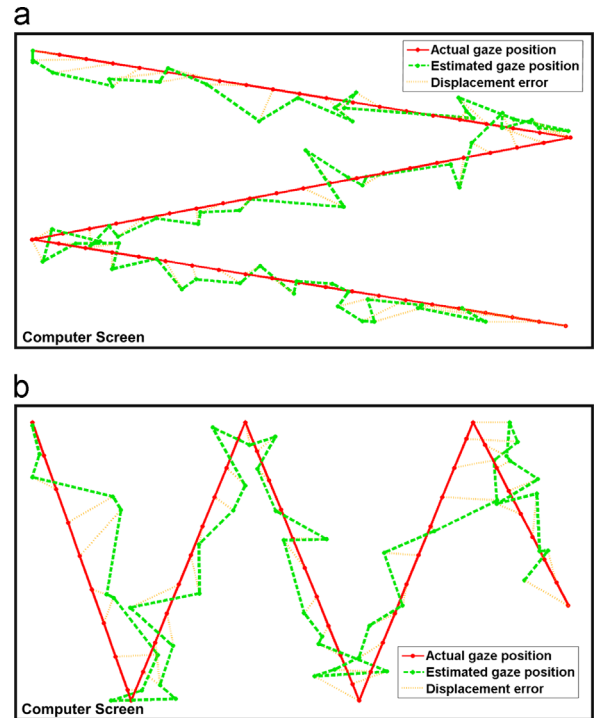 a
Actual gaze position
Estimated gaze position
Displacement error
Computer Screen
b
Actual gaze position
Estimated gaze position
Displacement error
Computer Screen